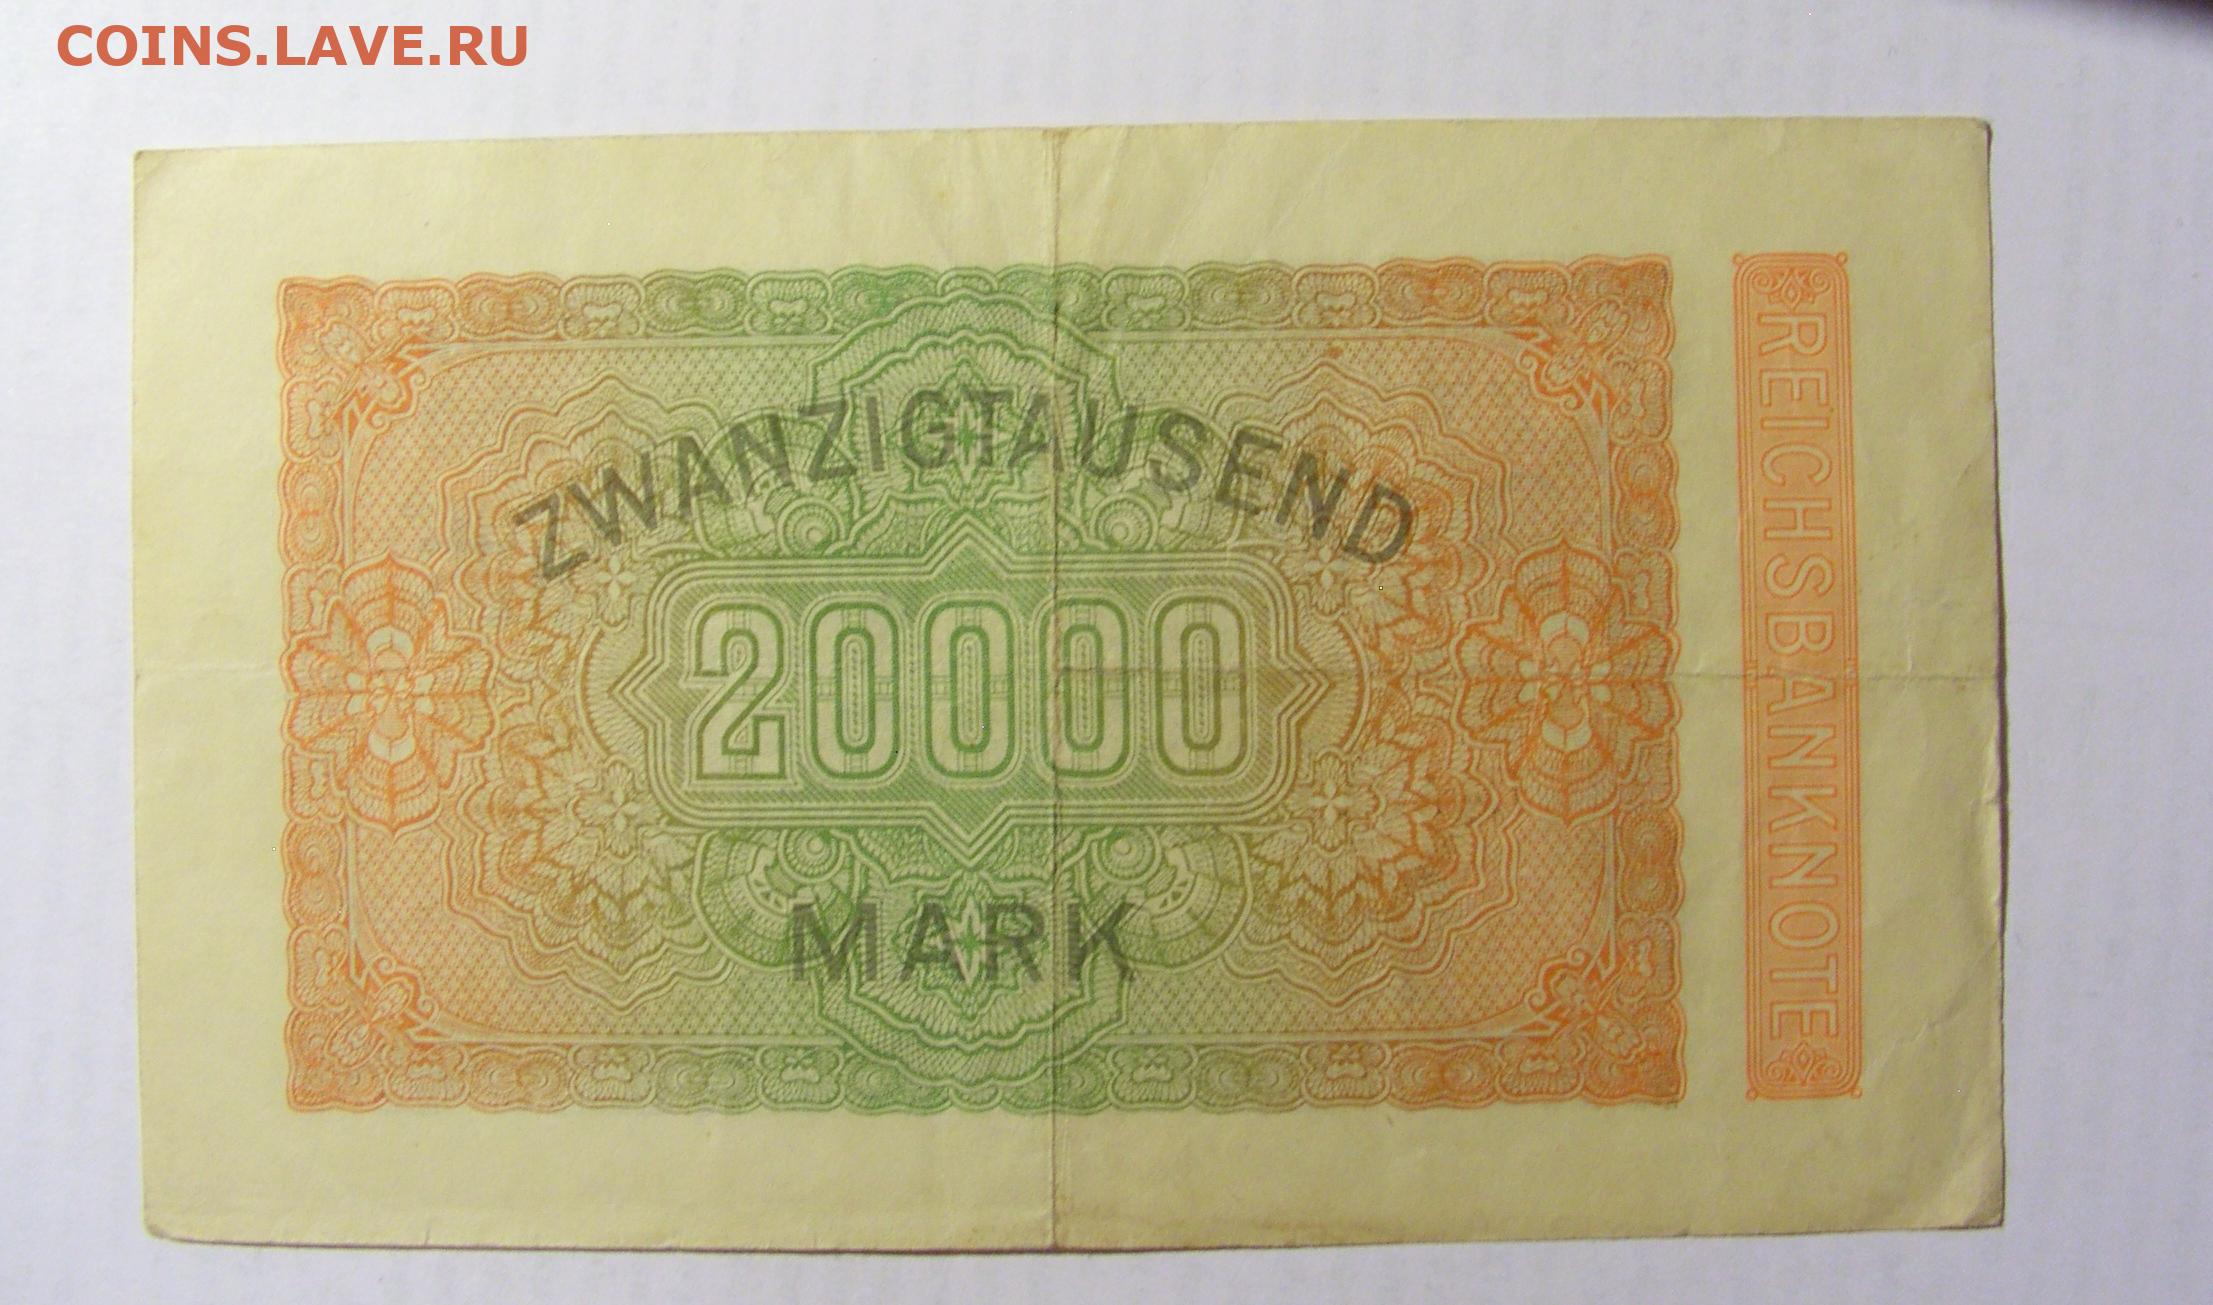 COINS.LAVE.RU
ZWANZIGTAUSEND
20000
MARK
REICHSBANKNOTE